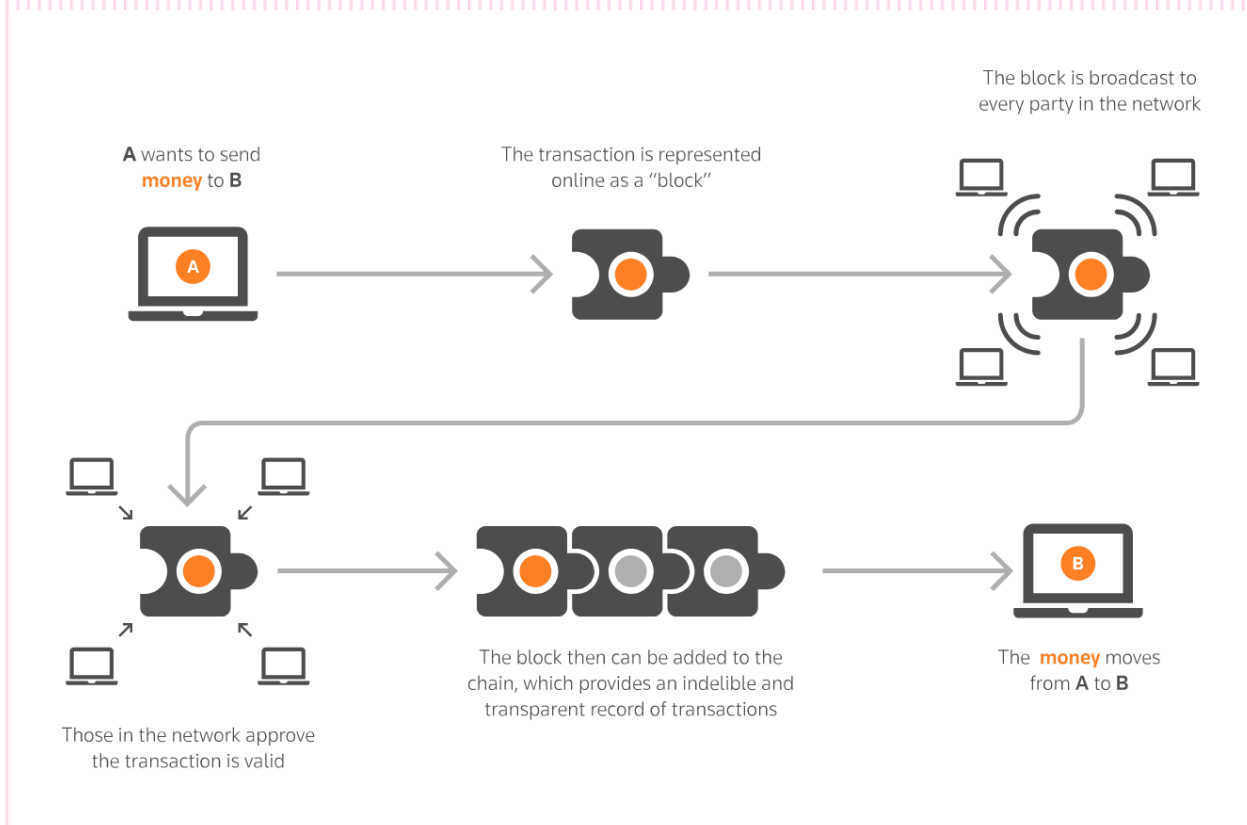 A wants to send
money to B
A
The transaction is represented
online as a “block”
The block is broadcast to
every party in the network
Those in the network approve
the transaction is valid
The block then can be added to the
chain, which provides an indelible and
transparent record of transactions
B
The money moves
from A to B